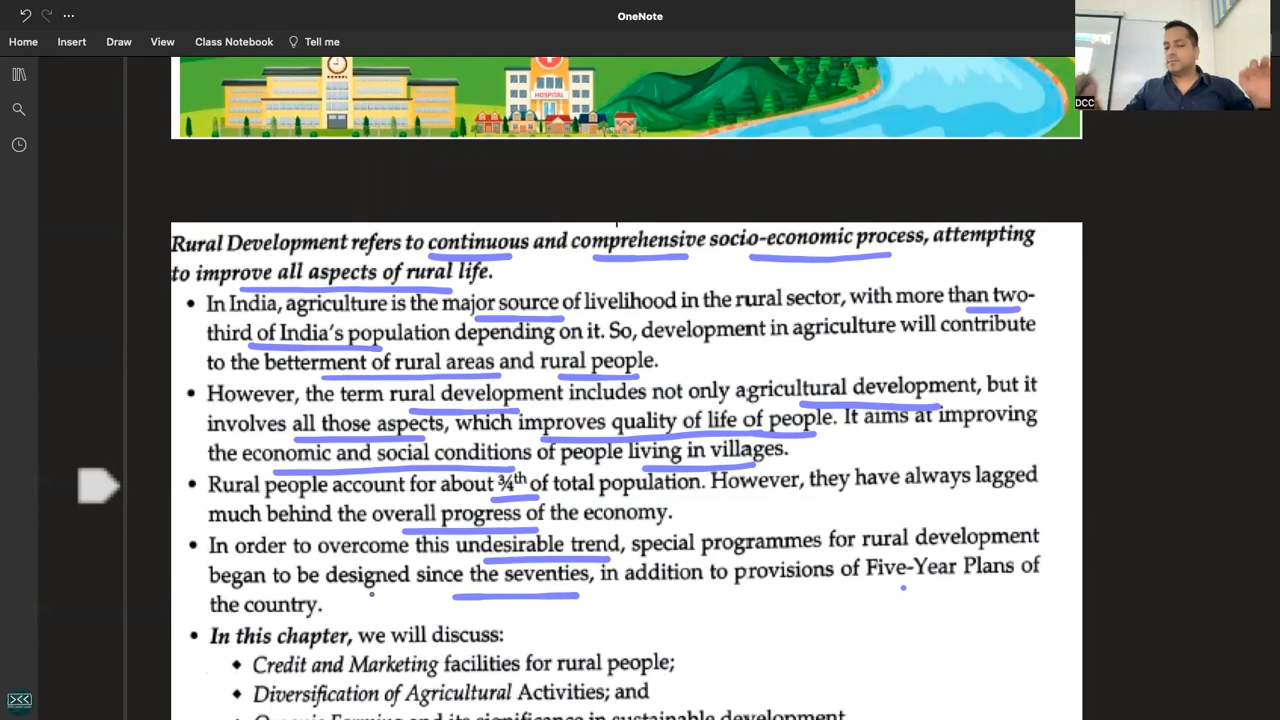 OneNote
Home Insert Draw View Class Notebook Tell me
SCHOOL
HOSPITAL
DCC
Rural Development refers to continuous and comprehensive socio-economic process, attempting
to improve all aspects of rural life.
• In India, agriculture is the major source of livelihood in the rural sector, with more than two-
third of India's population depending on it. So, development in agriculture will contribute
to the betterment of rural areas and rural people.
• However, the term rural development includes not only agricultural development, but it
involves all those aspects, which improves quality of life of people. It aims at improving
the economic and social conditions of people living in villages.
• Rural people account for about ¾th of total population. However, they have always lagged
much behind the overall progress of the economy.
• In order to overcome this undesirable trend, special programmes for rural development
began to be designed since the seventies, in addition to provisions of Five-Year Plans of
the country.
• In this chapter, we will discuss:
♦ Credit and Marketing facilities for rural people;
♦ Diversification of Agricultural Activities; and
♦ Organic Farming and its significance in sustainable development